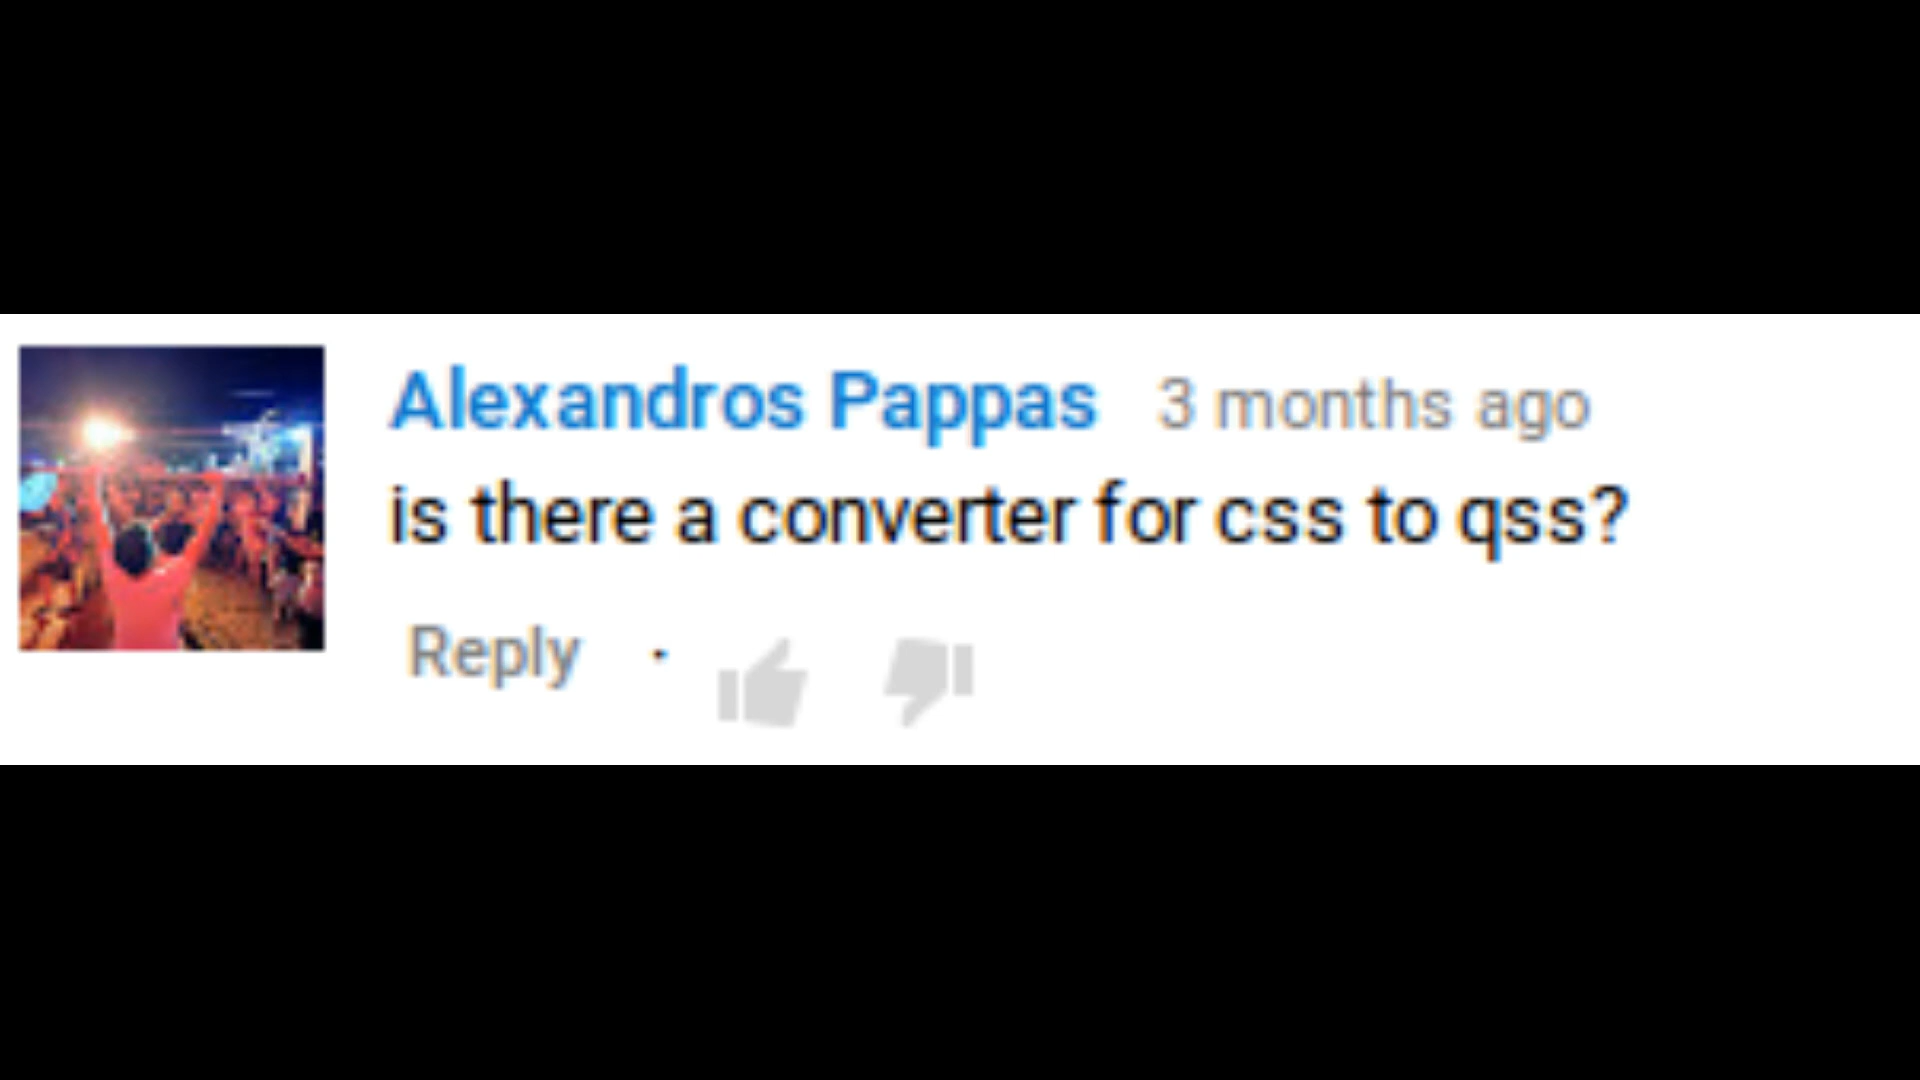 Alexandros Pappas 3 months ago
is there a converter for css to qss?
Reply ·